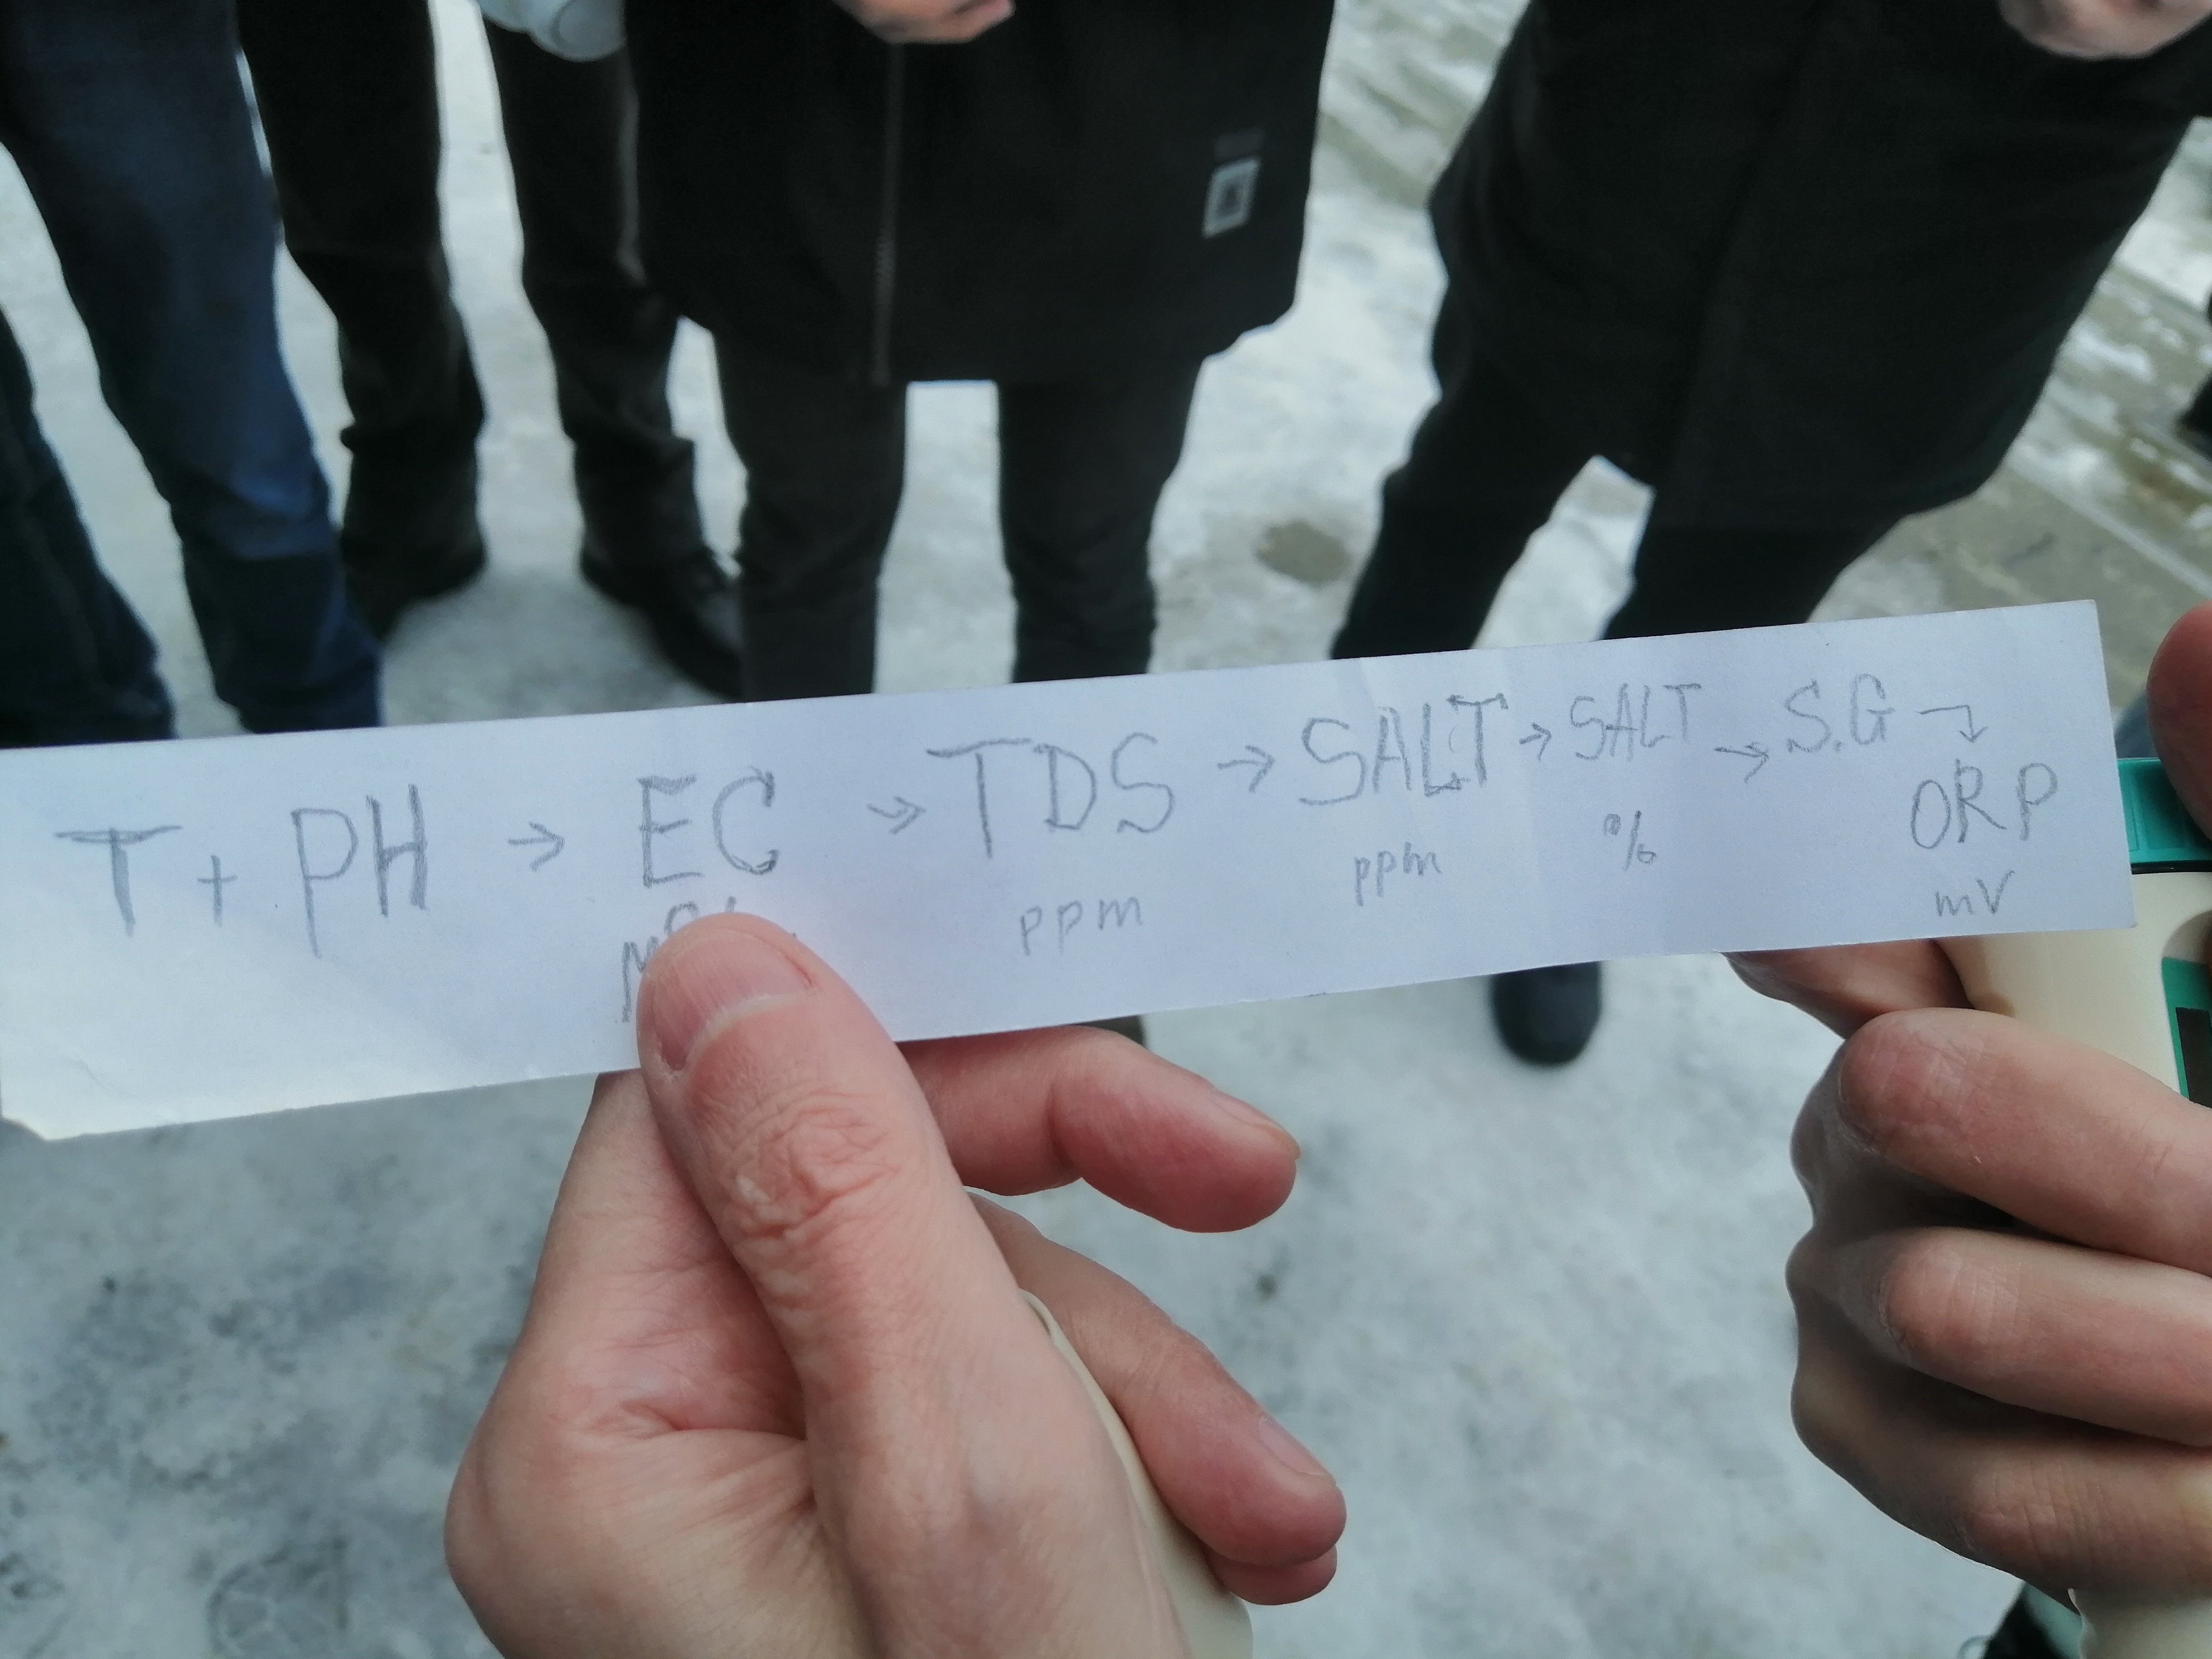 T + PH → EC → TDS → SALT → SALT → S.G
ORP
ppm ppm % mV